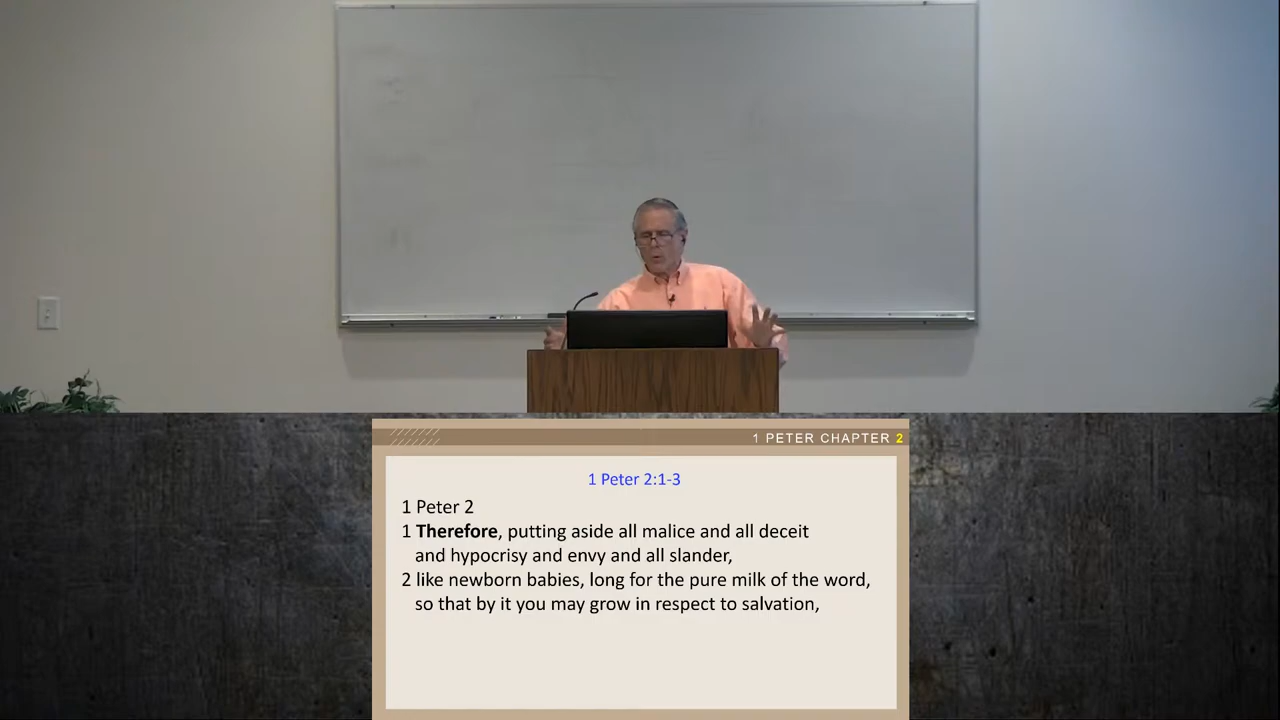 1 PETER CHAPTER 2
1 Peter 2:1-3
1 Peter 2
1 Therefore, putting aside all malice and all deceit
and hypocrisy and envy and all slander,
2 like newborn babies, long for the pure milk of the word,
so that by it you may grow in respect to salvation,